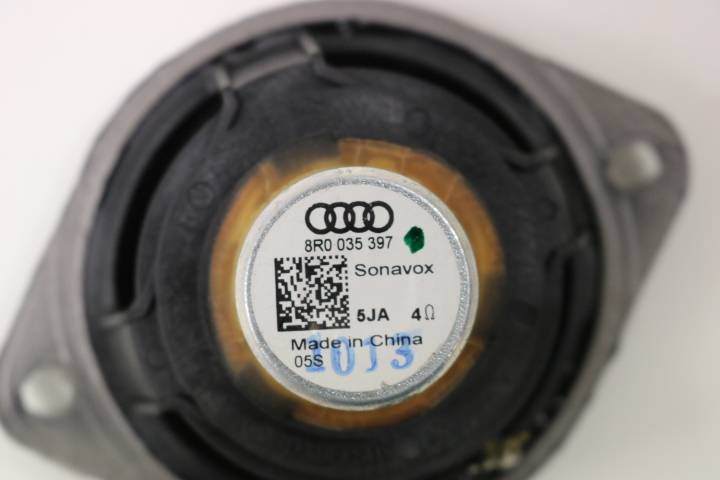 8R0 035 397
Sonavox
5JA 4Ω
Made in China
05S